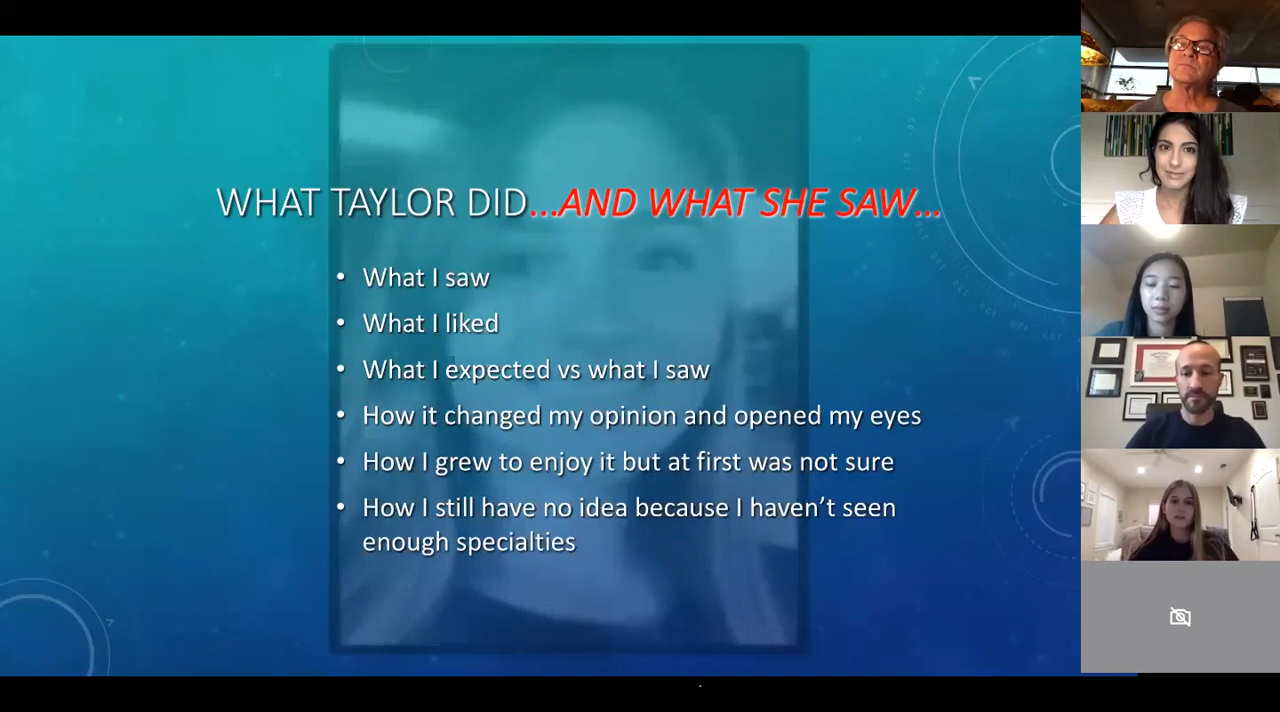 WHAT TAYLOR DID...AND WHAT SHE SAW...
• What I saw
• What I liked
• What I expected vs what I saw
• How it changed my opinion and opened my eyes
• How I grew to enjoy it but at first was not sure
• How I still have no idea because I haven’t seen
enough specialties